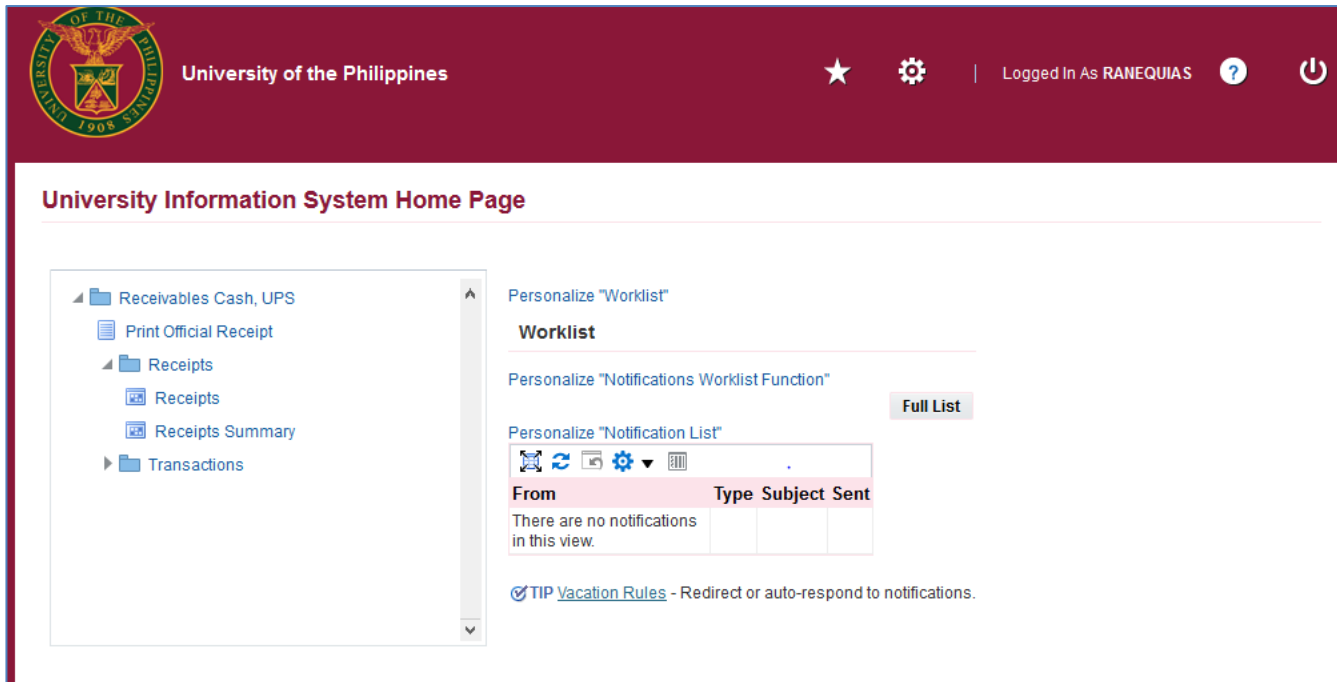 UNIVERSITY OF THE PHILIPPINES
1908
University of the Philippines
Logged In As RANEQUIAS
?
University Information System Home Page
Receivables Cash, UPS
Print Official Receipt
Receipts
Receipts
Receipts Summary
Transactions
Personalize "Worklist"
Worklist
Personalize "Notifications Worklist Function"
Full List
Personalize "Notification List"
From Type Subject Sent
There are no notifications
in this view.
TIP Vacation Rules - Redirect or auto-respond to notifications.